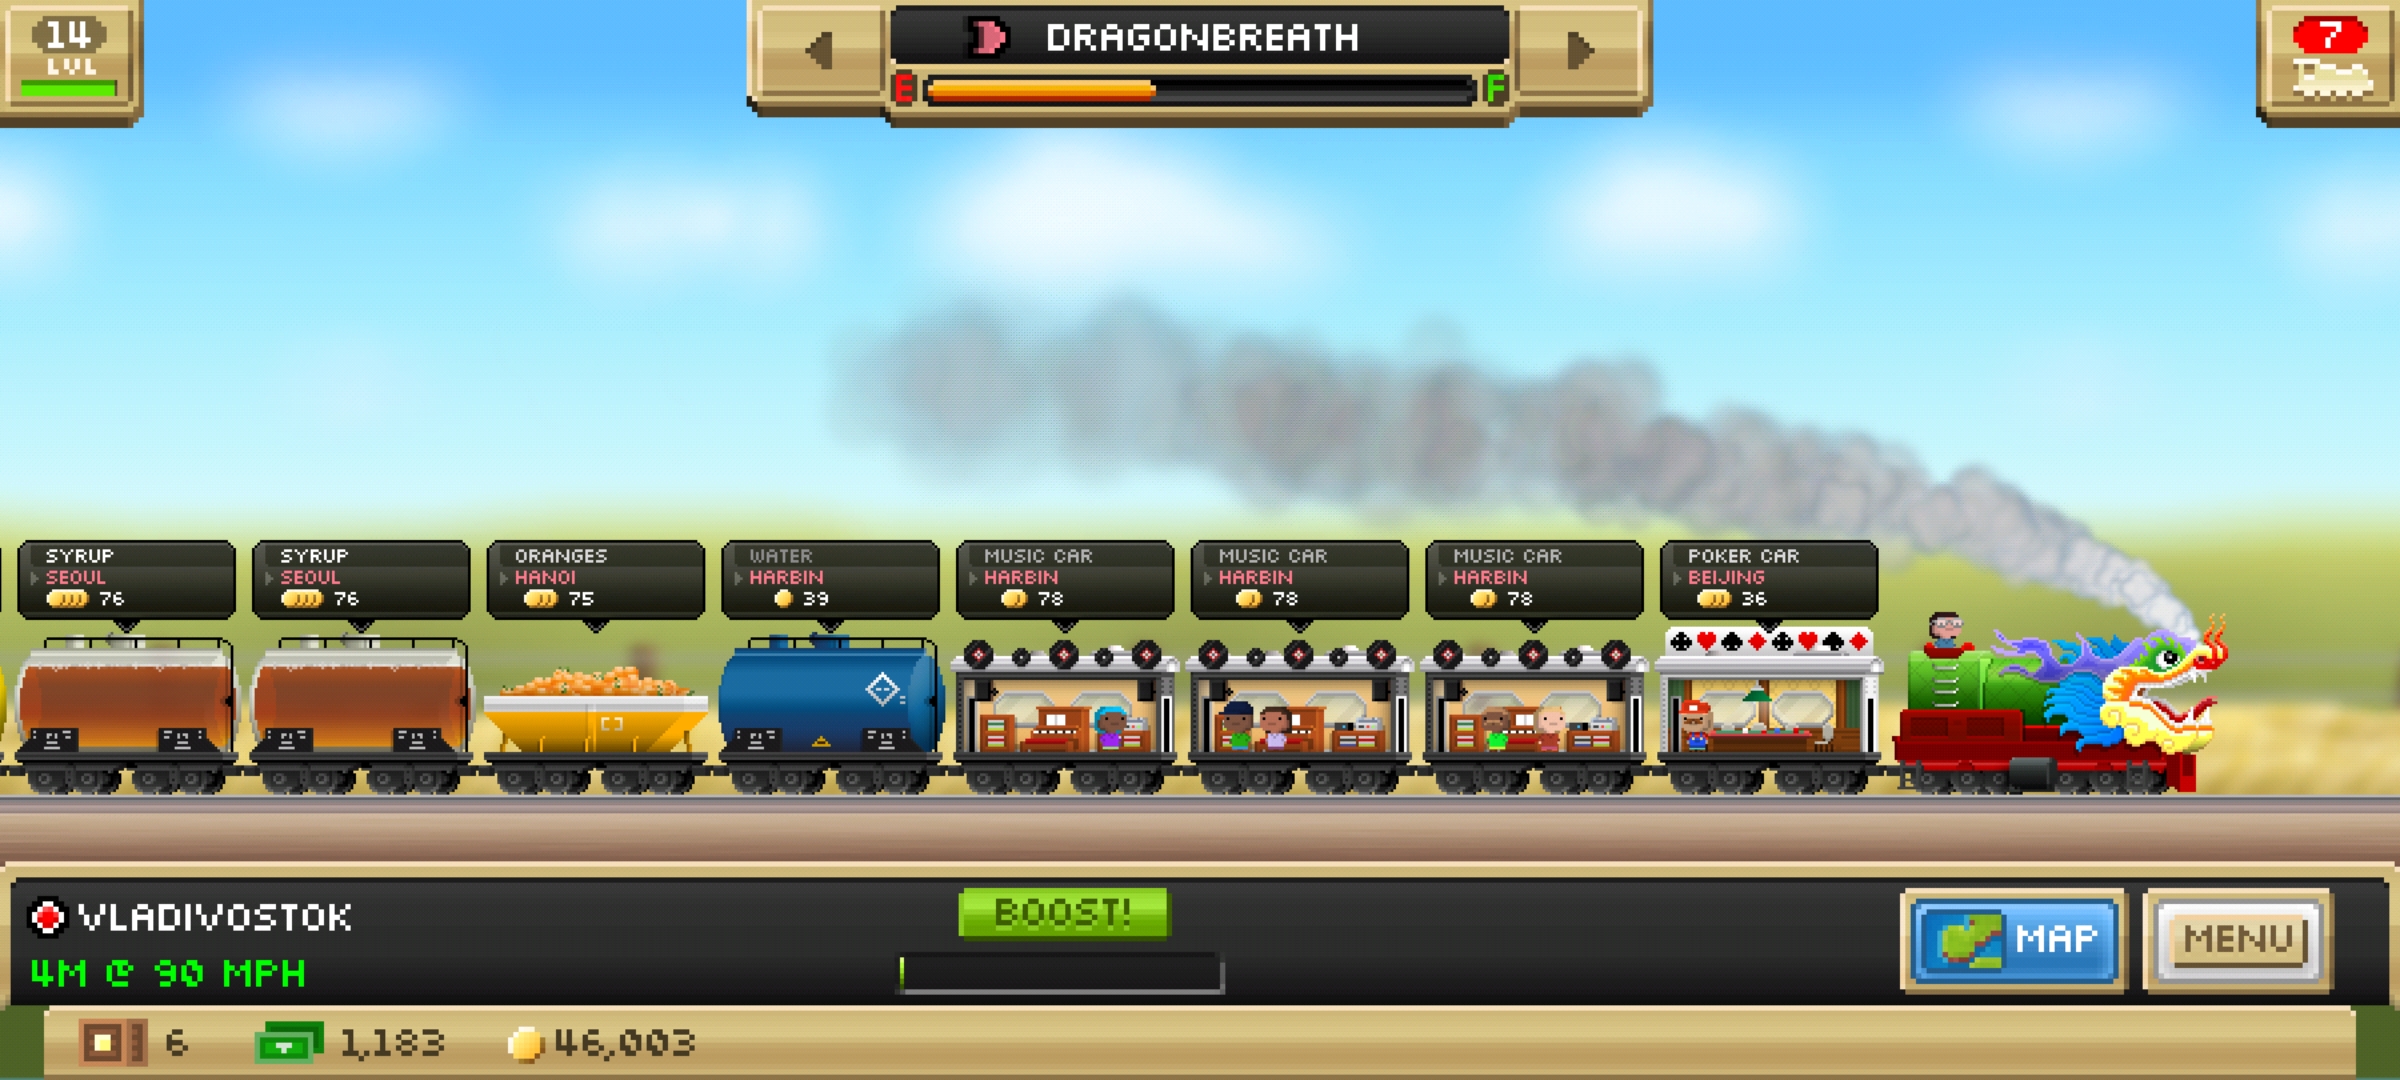 14
LVL
DRAGONBREATH
E
F
7
SYRUP
SEOUL
76
SYRUP
SEOUL
76
ORANGES
HANOI
75
WATER
HARBIN
39
MUSIC CAR
HARBIN
78
MUSIC CAR
HARBIN
78
MUSIC CAR
HARBIN
78
POKER CAR
BEIJING
36
VLADIVOSTOK
4M @ 90 MPH
BOOST!
MAP
MENU
6
1,183
46,003